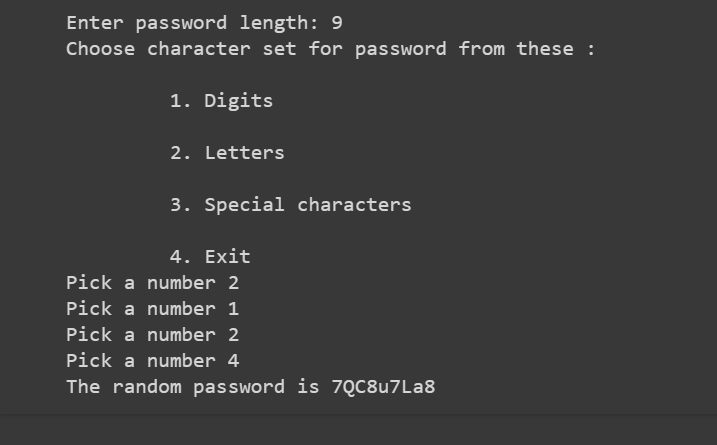 Enter password length: 9
Choose character set for password from these :
1. Digits
2. Letters
3. Special characters
4. Exit
Pick a number 2
Pick a number 1
Pick a number 2
Pick a number 4
The random password is 7QC8u7La8